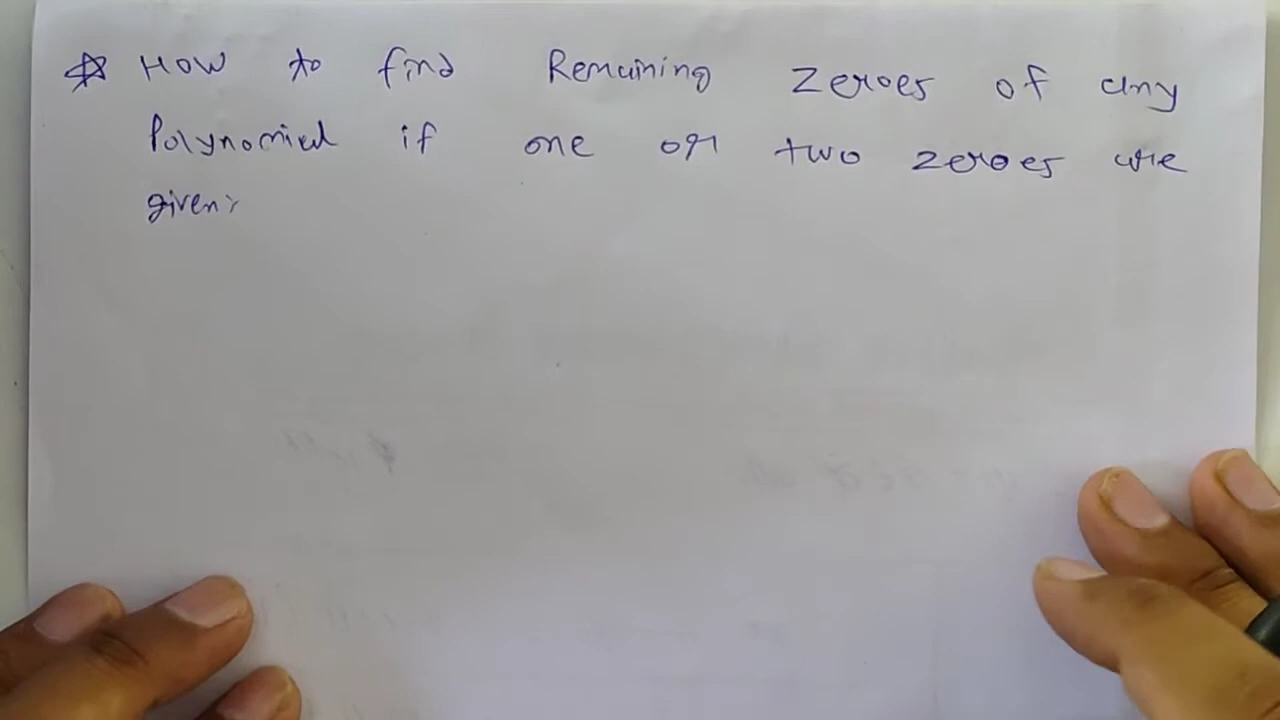 ☆ HOW to find Remaining Zeroes of any
Polynomial if one or two zeroes are
given: